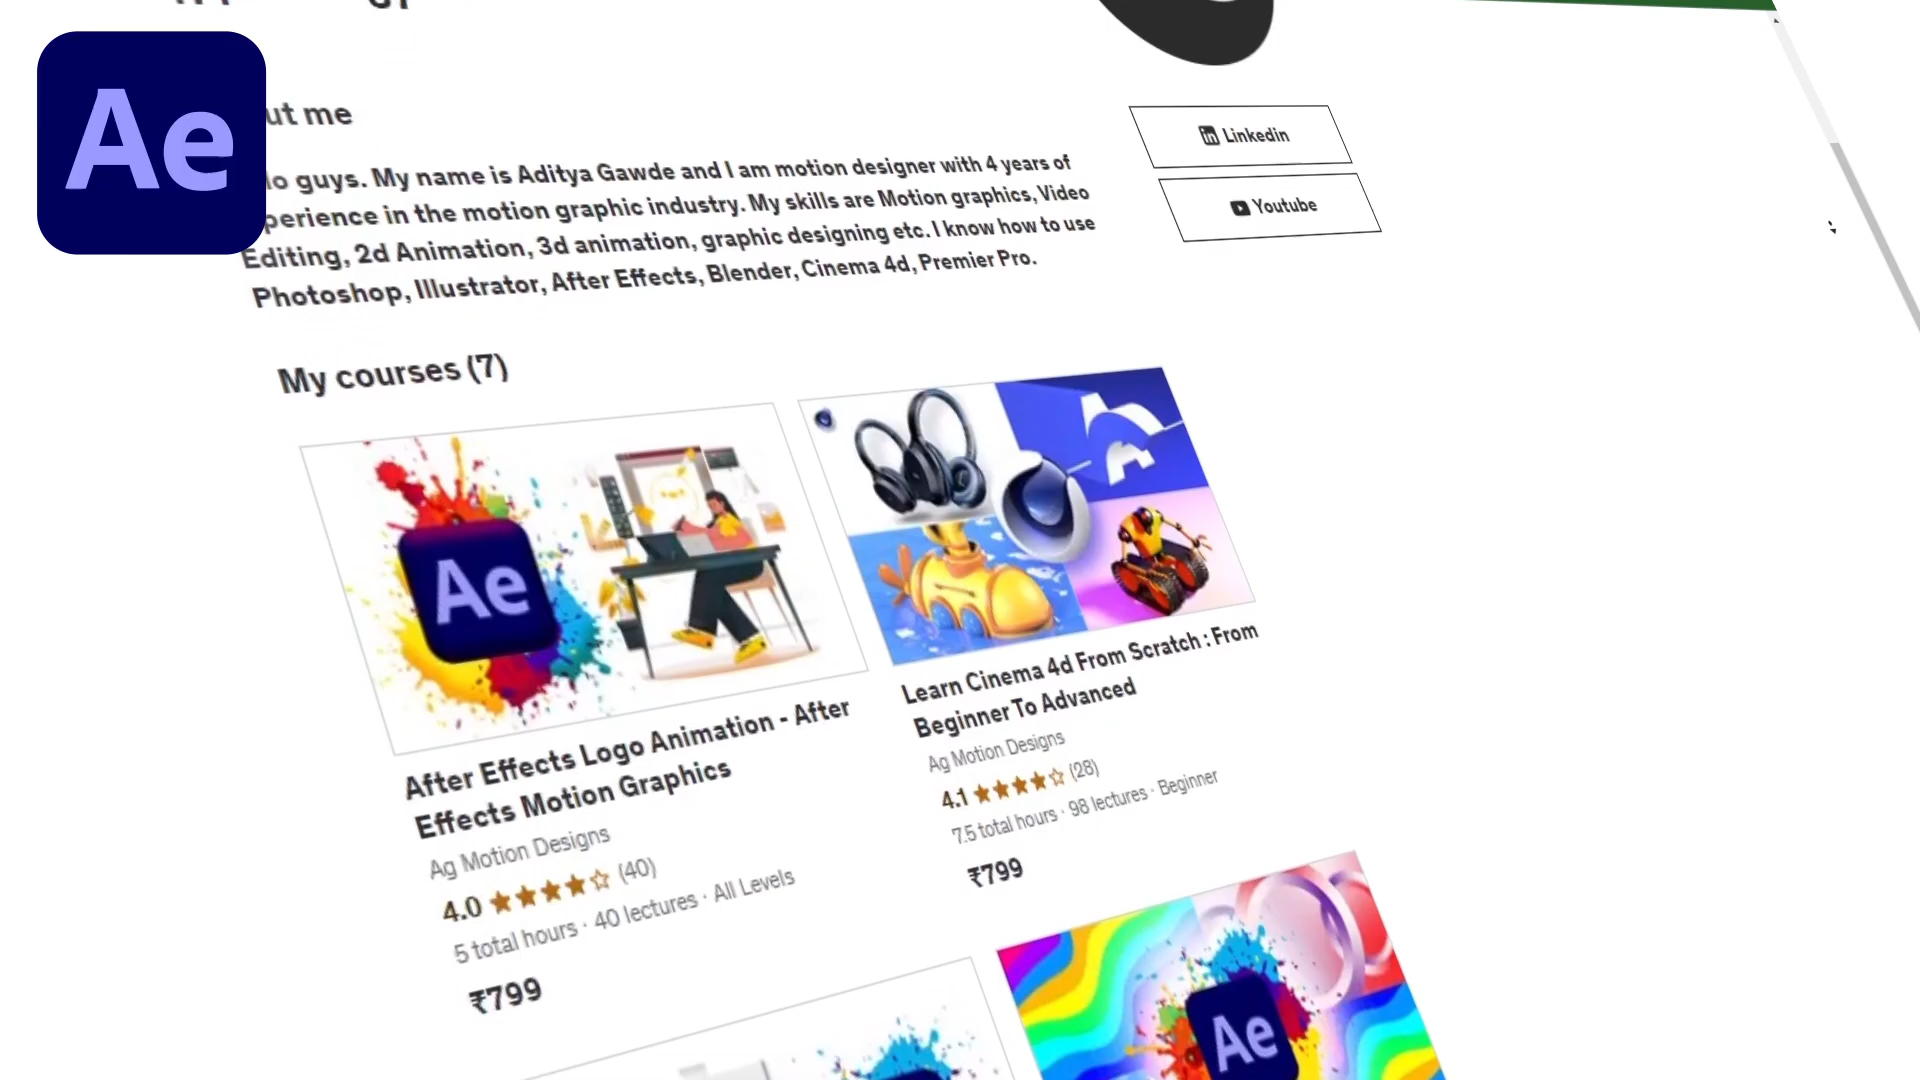 Ae
ut me
lo guys. My name is Aditya Gawde and I am motion designer with 4 years of
perience in the motion graphic industry. My skills are Motion graphics, Video
Editing, 2d Animation, 3d animation, graphic designing etc. I know how to use
Photoshop, Illustrator, After Effects, Blender, Cinema 4d, Premier Pro.
Linkedin
Youtube
My courses (7)
Ae
After Effects Logo Animation - After
Effects Motion Graphics
Ag Motion Designs
4.0 (40)
5 total hours · 40 lectures · All Levels
₹799
Learn Cinema 4d From Scratch : From
Beginner To Advanced
Ag Motion Designs
4.1 (28)
7.5 total hours · 98 lectures · Beginner
₹799
Ae